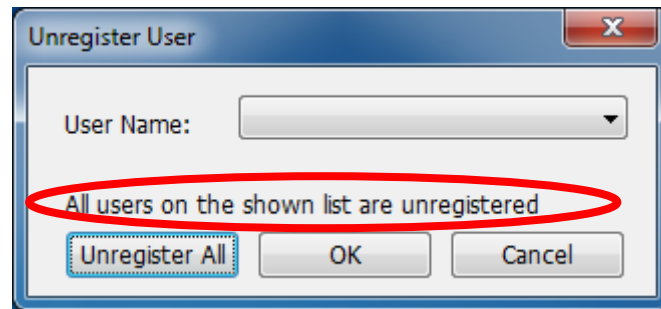 Unregister User
User Name:
All users on the shown list are unregistered
Unregister All OK Cancel